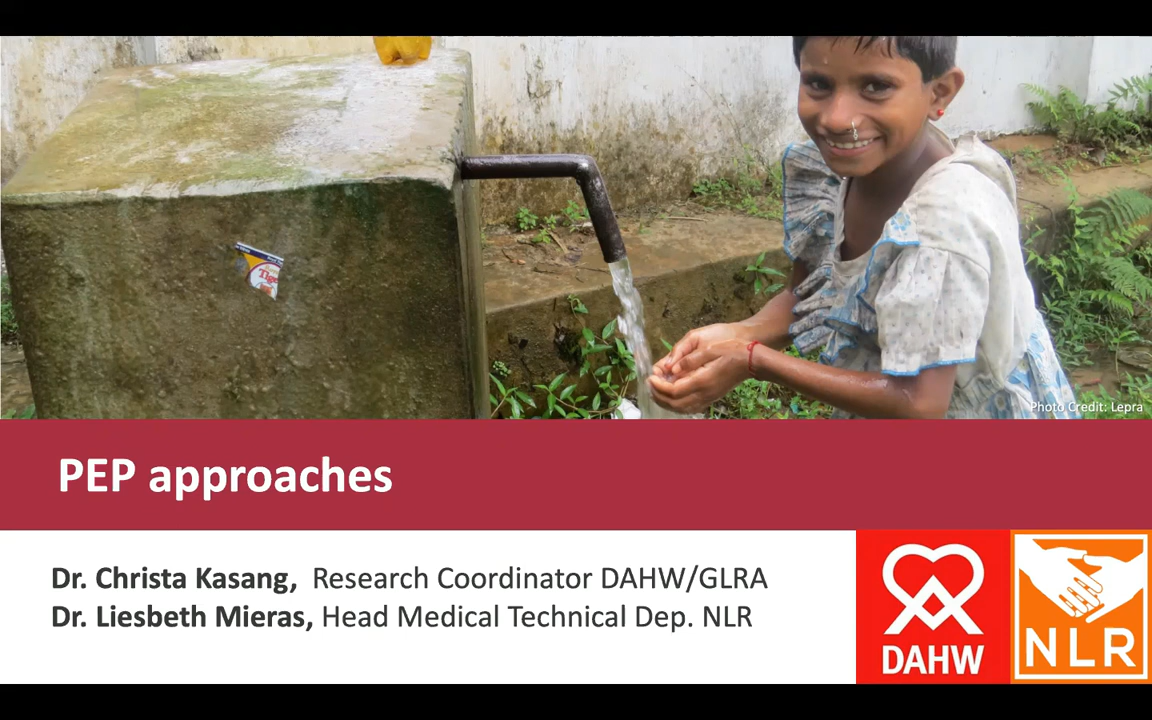 Tige
Photo Credit: Lepra
PEP approaches
Dr. Christa Kasang, Research Coordinator DAHW/GLRA
Dr. Liesbeth Mieras, Head Medical Technical Dep. NLR
DAHW
NLR